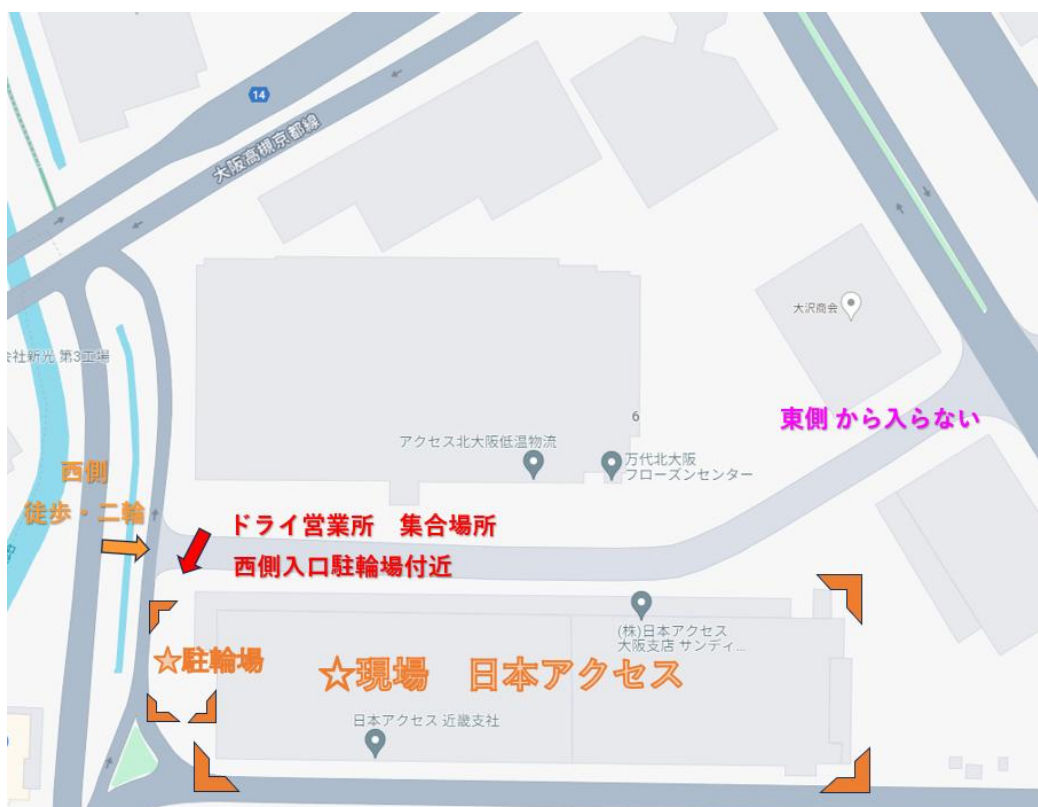 14
大阪高槻京都線
大沢商会
会社新光 第3工場
東側 から入らない
6
アクセス北大阪低温物流
万代北大阪
フローズンセンター
西側
徒歩・二輪
ドライ営業所 集合場所
西側入口駐輪場付近
(株)日本アクセス
大阪支店 サンディ...
☆駐輪場
☆現場 日本アクセス
日本アクセス 近畿支社